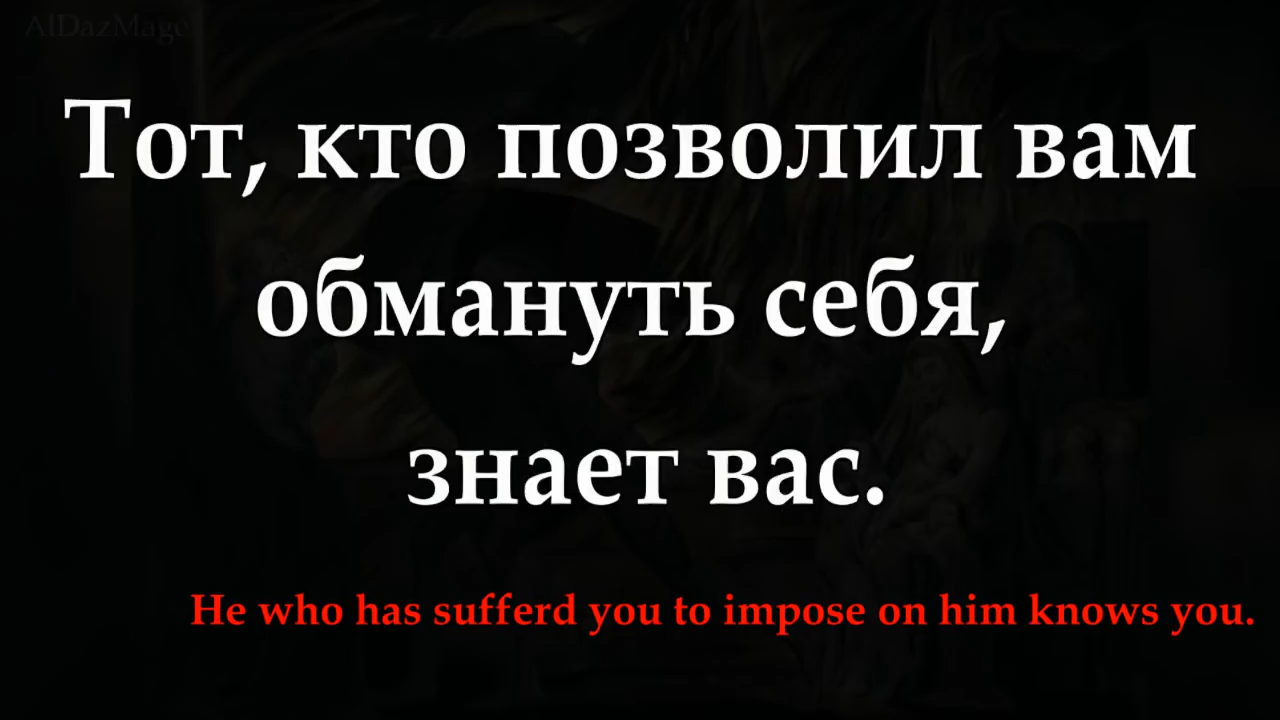 AlDazMage
Тот, кто позволил вам
обмануть себя,
знает вас.
He who has sufferd you to impose on him knows you.